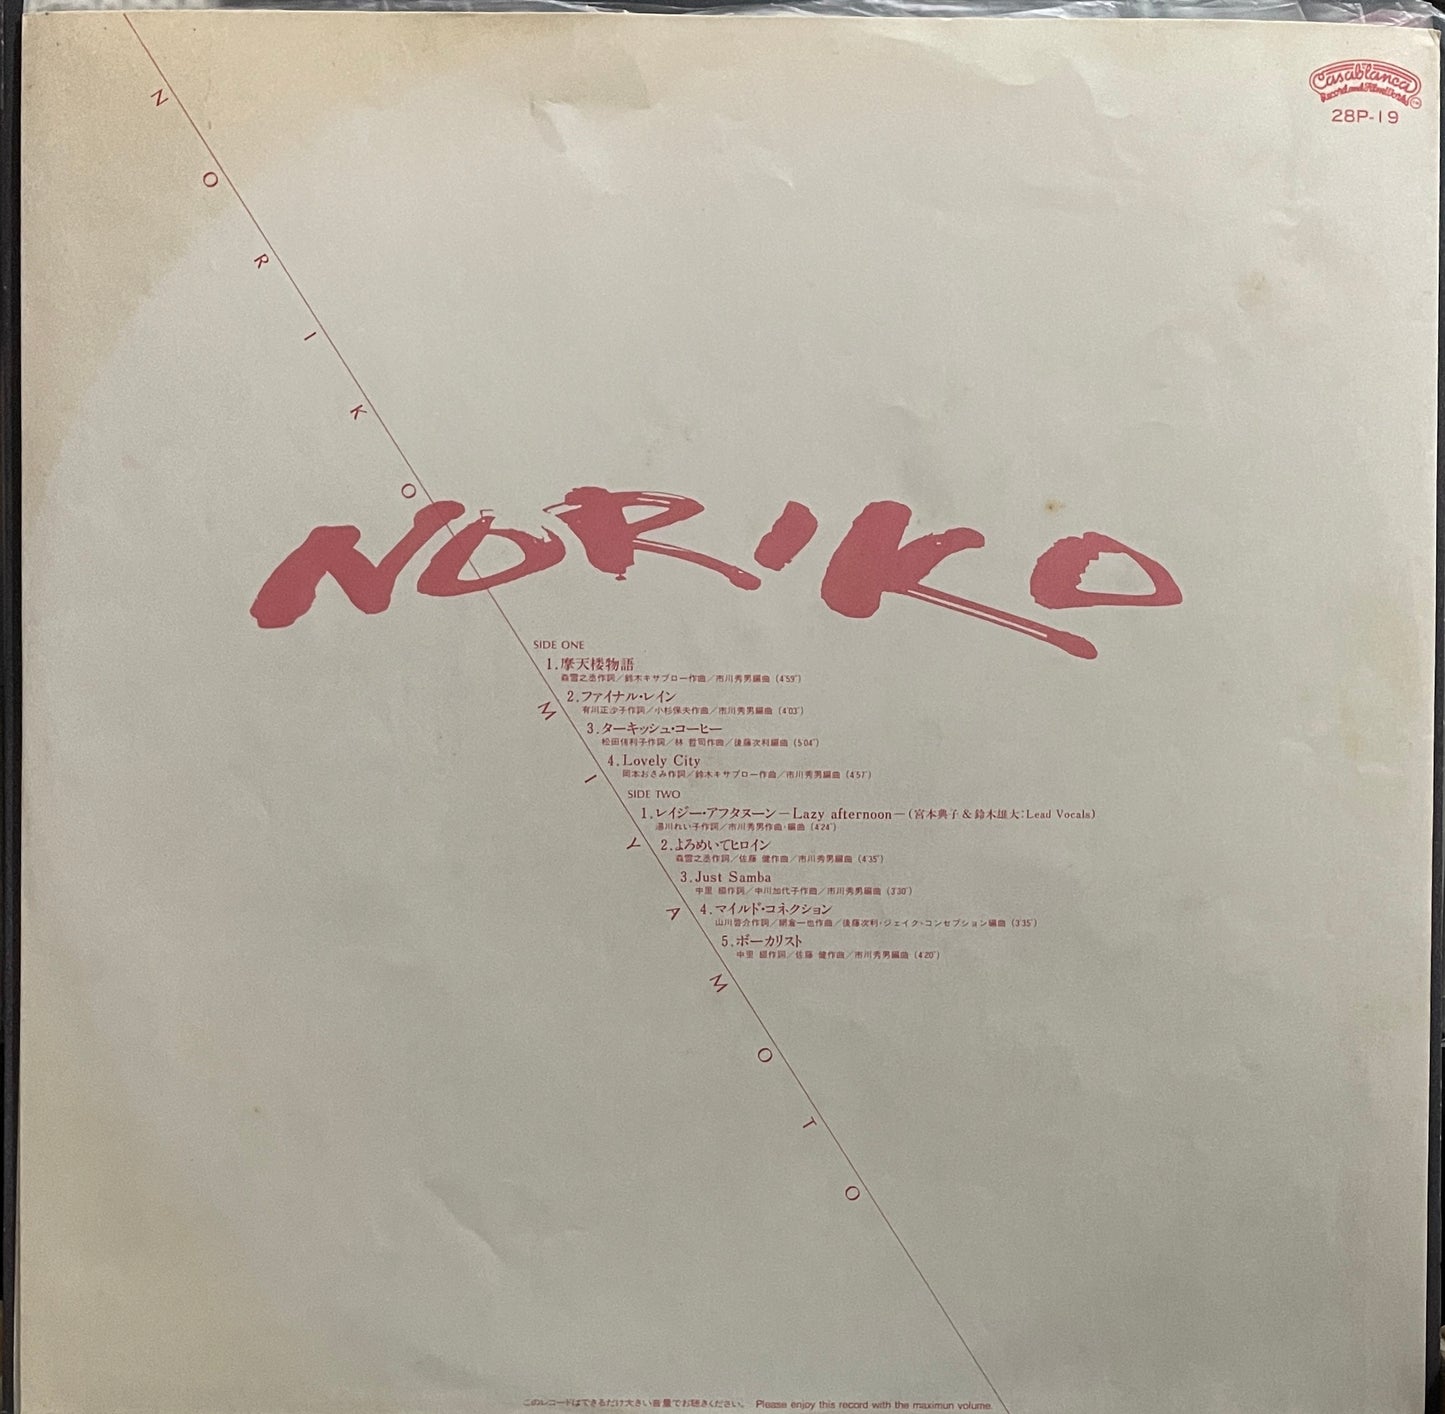 Casablanca
Record and FilmWorks
28P-19
NORIKO MIYAMOTO
NORIKO
SIDE ONE
1.摩天楼物語
森雪之丞作詞／鈴木キサブロー作曲／市川秀男編曲 (4'59")
2.ファイナル・レイン
有川正沙子作詞／小杉保夫作曲／市川秀男編曲 (4'03")
3.ターキッシュ・コーヒー
松田侑利子作詞／林 哲司作曲／後藤次利編曲 (5'04")
4.Lovely City
岡本おさみ作詞／鈴木キサブロー作曲／市川秀男編曲 (4'57")
SIDE TWO
1.レイジー・アフタヌーン－Lazy afternoon－(宮本典子＆鈴木雄大:Lead Vocals)
湯川れい子作詞／市川秀男作曲・編曲 (4'24")
2.よろめいてヒロイン
森雪之丞作詞／佐藤 健作曲／市川秀男編曲 (4'35")
3.Just Samba
中里 綴作詞／中川加代子作曲／市川秀男編曲 (3'30")
4.マイルド・コネクション
山川啓介作詞／網倉一也作曲／後藤次利・ジェイク・コンセプション編曲 (3'35")
5.ボーカリスト
中里 綴作詞／佐藤 健作曲／市川秀男編曲 (4'20")
このレコードはできるだけ大きい音量でお聴きください。 Please enjoy this record with the maximun volume.